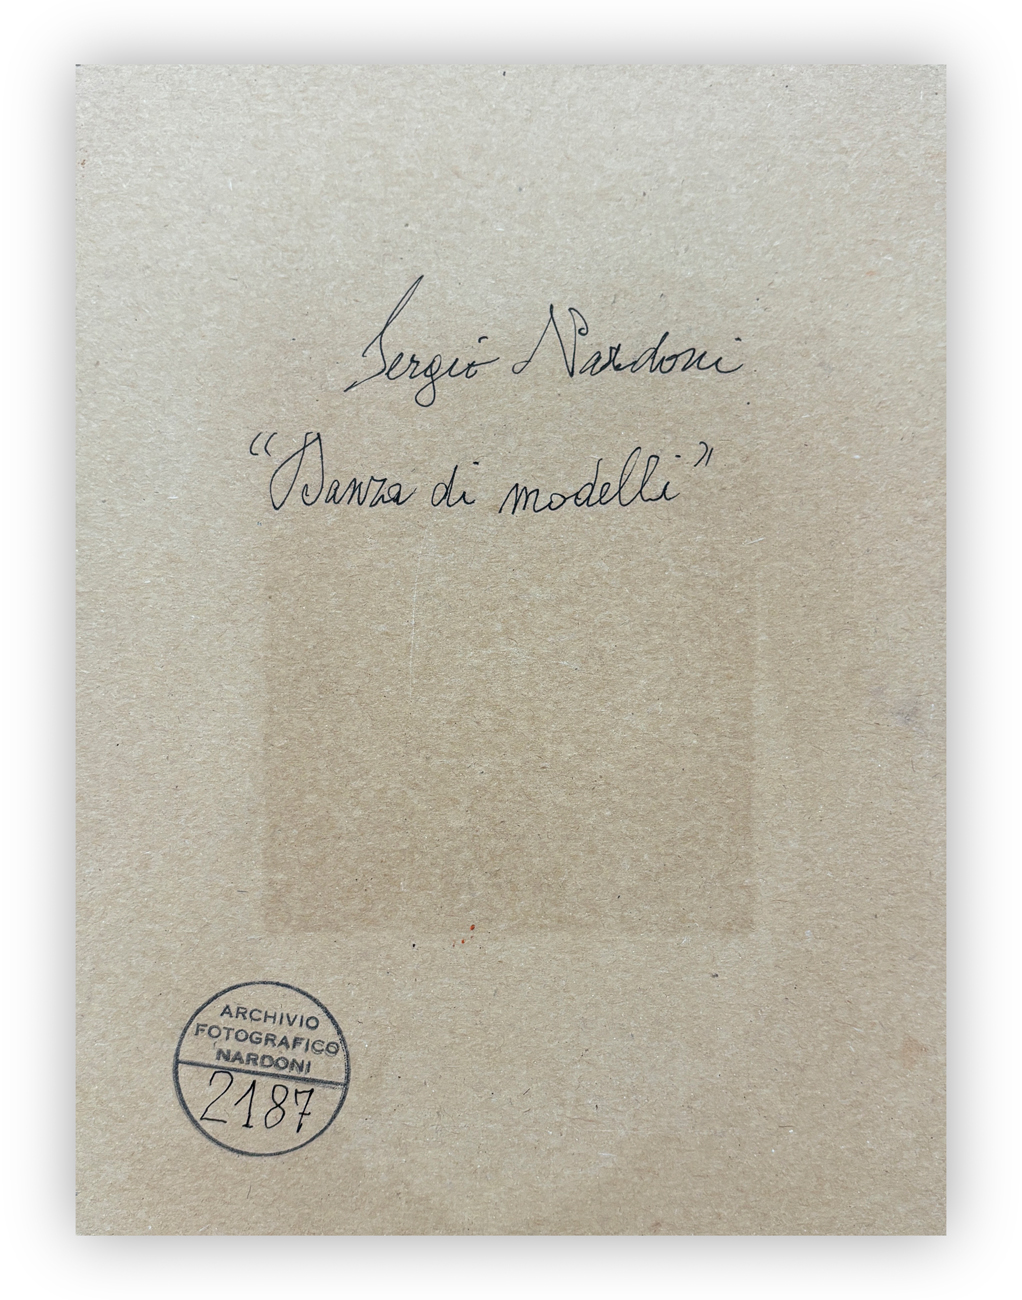 Sergio Nardoni
“Danza di modelli”
ARCHIVIO
FOTOGRAFICO
NARDONI
2187